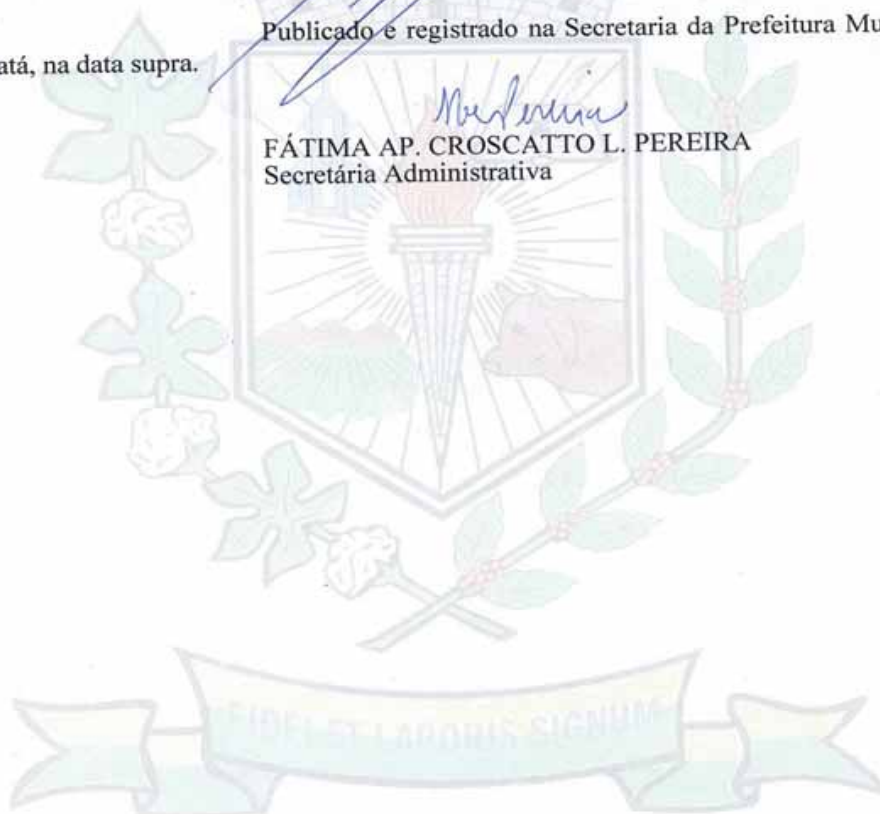 Publicado e registrado na Secretaria da Prefeitura Mu
atá, na data supra.
Pereira
FÁTIMA AP. CROSCATTO L. PEREIRA
Secretária Administrativa
FIDEI ET LABORIS SIGNUM